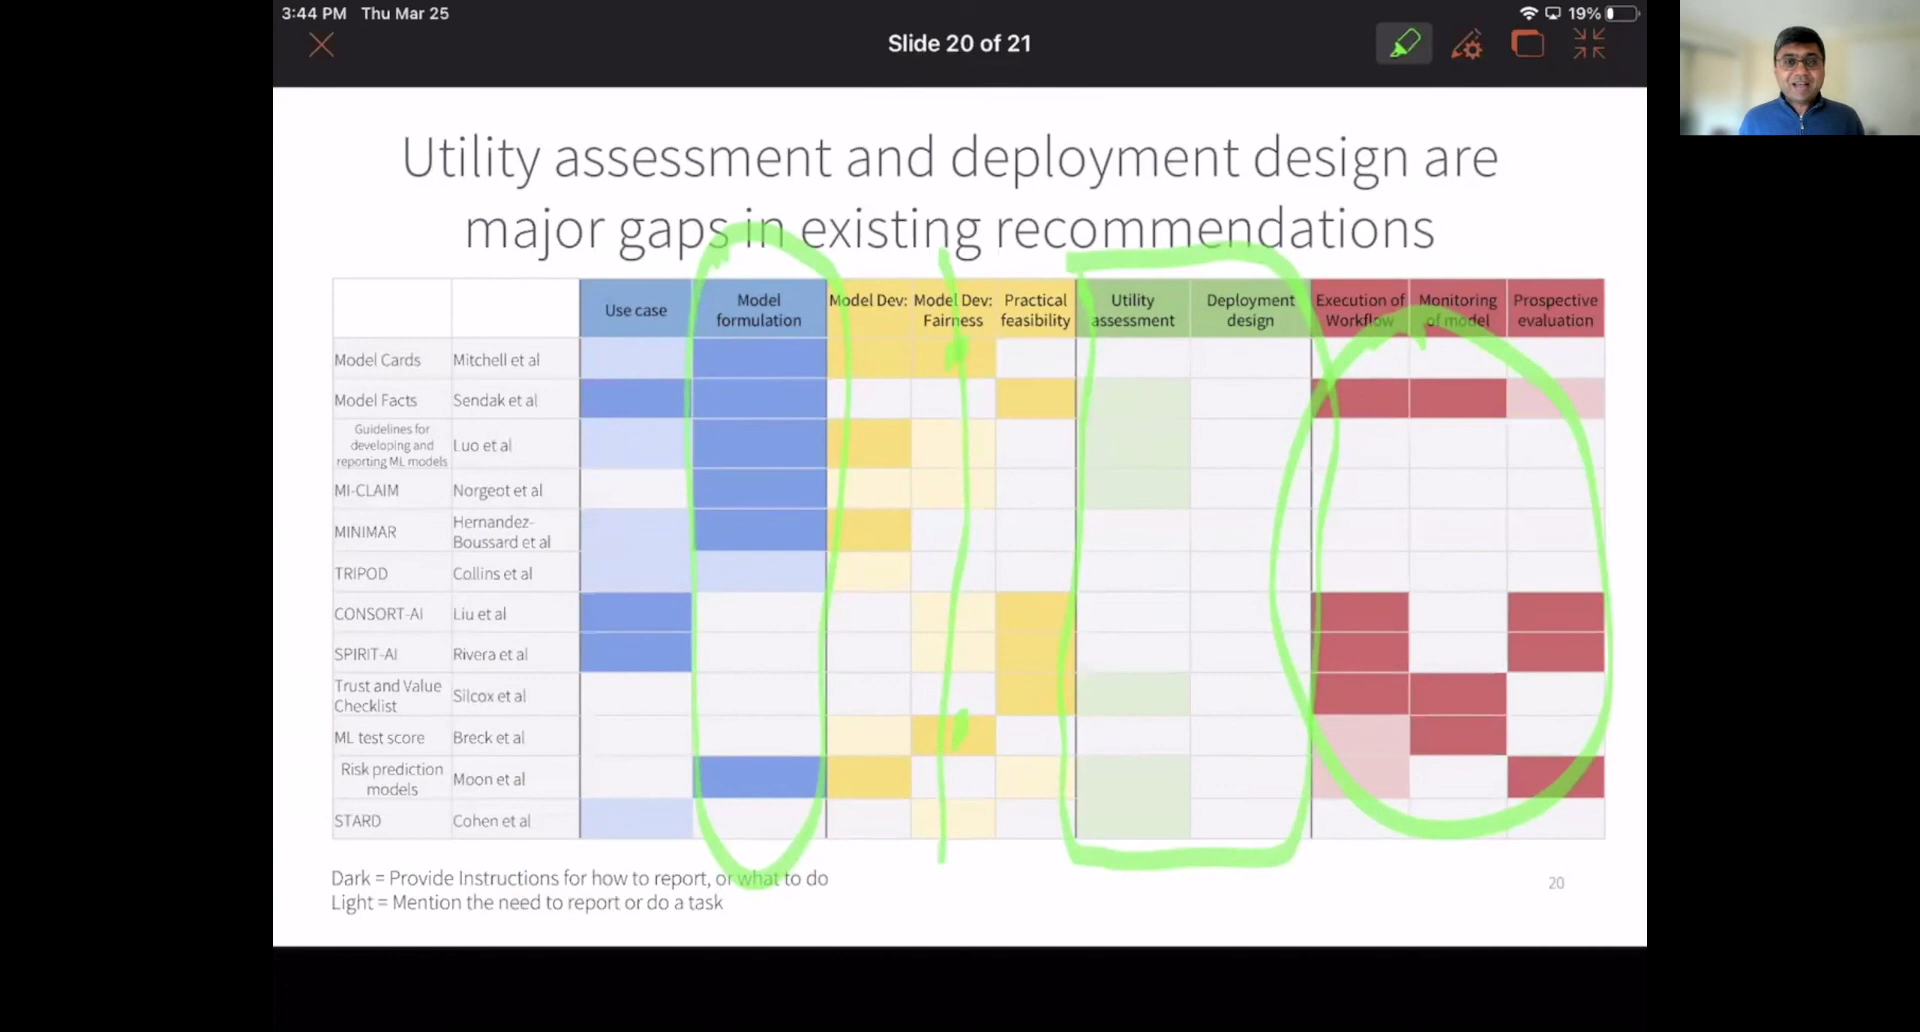 3:44 PM Thu Mar 25
19%
Slide 20 of 21
Utility assessment and deployment design are
major gaps in existing recommendations
Use case
Model
formulation
Model Dev:
Model Dev:
Fairness
Practical
feasibility
Utility
assessment
Deployment
design
Execution of
Workflow
Monitoring
of model
Prospective
evaluation
Model Cards Mitchell et al
Model Facts Sendak et al
Guidelines for
developing and
reporting ML models
Luo et al
MI-CLAIM Norgeot et al
MINIMAR
Hernandez-
Boussard et al
TRIPOD Collins et al
CONSORT-AI Liu et al
SPIRIT-AI Rivera et al
Trust and Value
Checklist
Silcox et al
ML test score Breck et al
Risk prediction
models
Moon et al
STARD Cohen et al
Dark = Provide Instructions for how to report, or what to do
Light = Mention the need to report or do a task
20